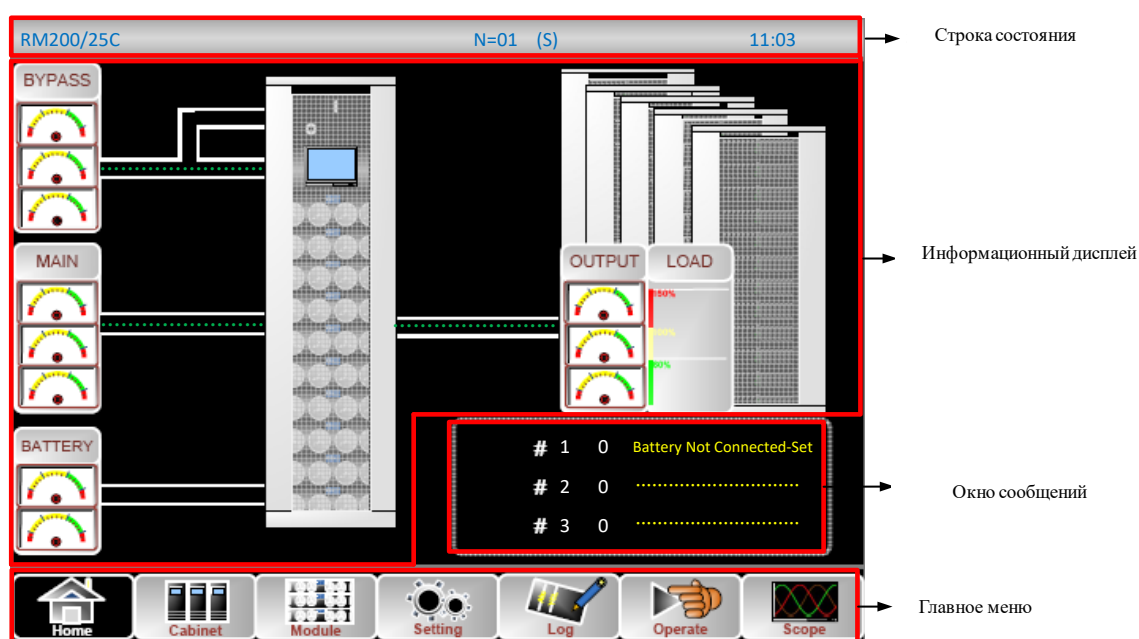 RM200/25C N=01 (S) 11:03
Строка состояния
BYPASS
MAIN
OUTPUT LOAD
150%
100%
50%
Информационный дисплей
BATTERY
# 1 0 Battery Not Connected-Set
# 2 0 ............................
# 3 0 ............................
Окно сообщений
Home Cabinet Module Setting Log Operate Scope
Главное меню